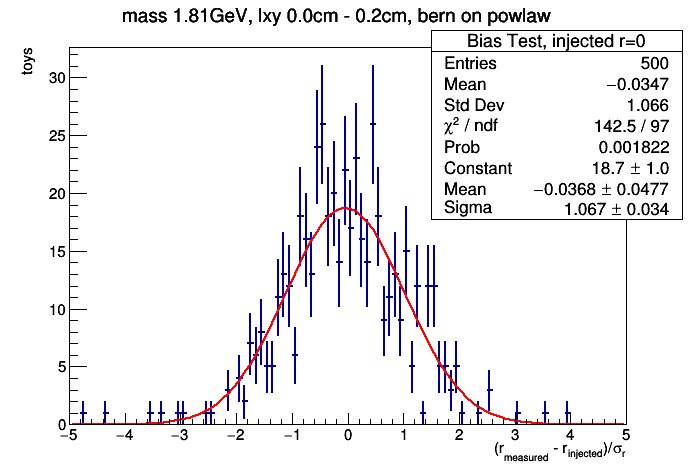 mass 1.81GeV, lxy 0.0cm - 0.2cm, bern on powlaw
Bias Test, injected r=0
Entries 500
Mean −0.0347
Std Dev 1.066
χ² / ndf 142.5 / 97
Prob 0.001822
Constant 18.7 ± 1.0
Mean −0.0368 ± 0.0477
Sigma 1.067 ± 0.034
toys
30
25
20
15
10
5
0
−5 −4 −3 −2 −1 0 1 2 3 4 5
(r_measured - r_injected)/σ_r